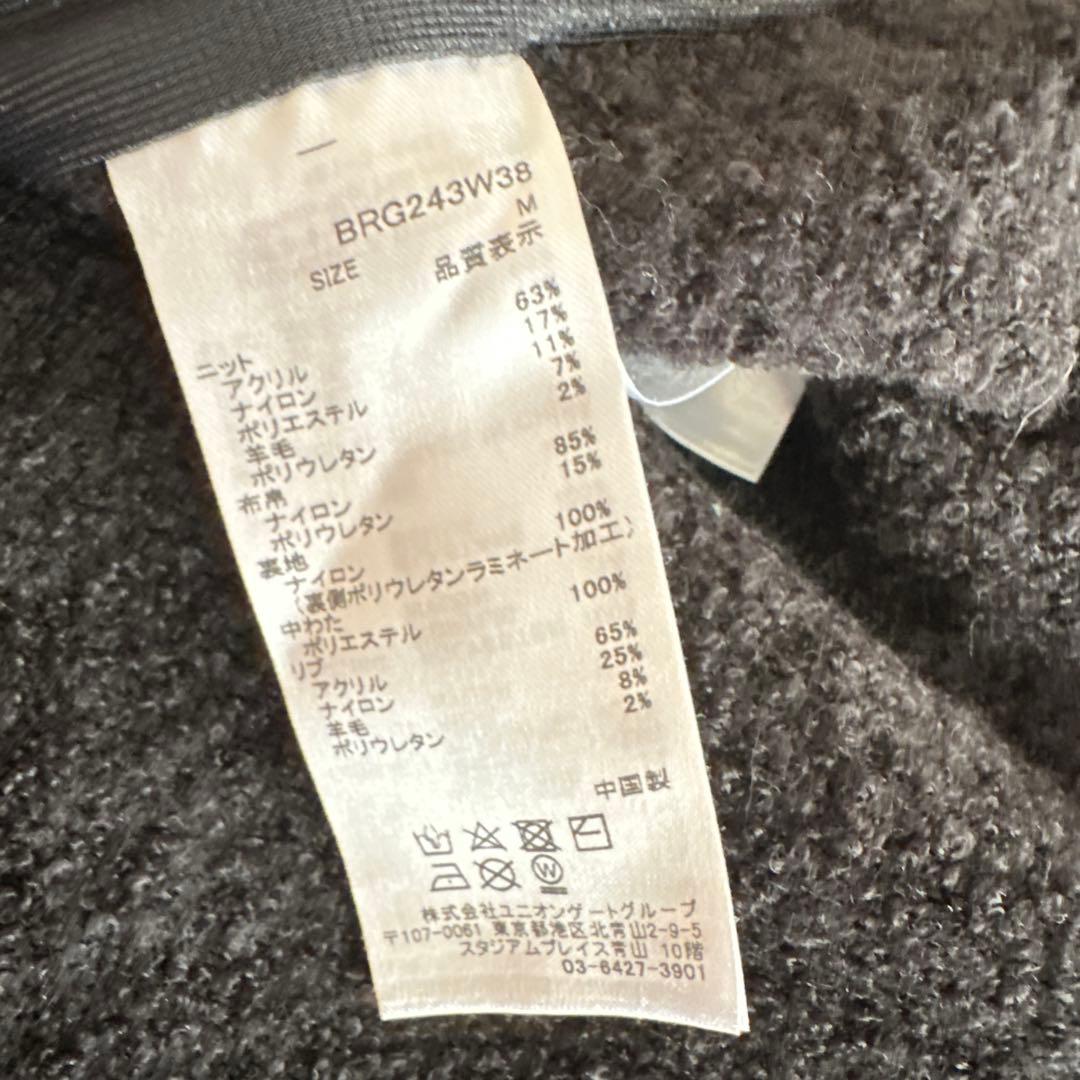 BRG243W38
SIZE M
品質表示
ニット
アクリル 63%
ナイロン 17%
ポリエステル 11%
羊毛 7%
ポリウレタン 2%
布帛
ナイロン 85%
ポリウレタン 15%
裏地
ナイロン 100%
(裏側ポリウレタンラミネート加工)
中わた
ポリエステル 100%
リブ
アクリル 65%
ナイロン 25%
羊毛 8%
ポリウレタン 2%
中国製
W
株式会社ユニオンゲートグループ
〒107-0061 東京都港区北青山2-9-5
スタジアムプレイス青山 10階
03-6427-3901